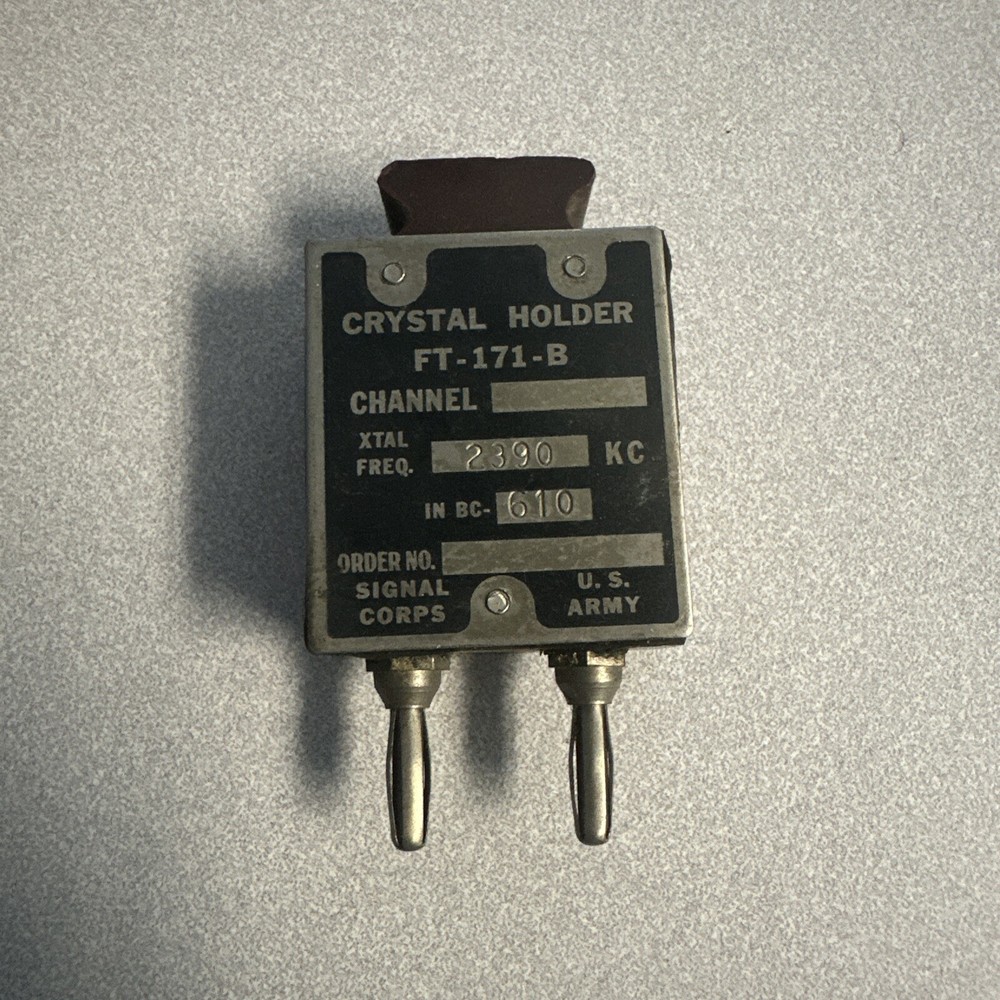 CRYSTAL HOLDER
FT-171-B
CHANNEL
XTAL FREQ. 2390 KC
IN BC- 610
ORDER NO.
SIGNAL CORPS
U. S. ARMY